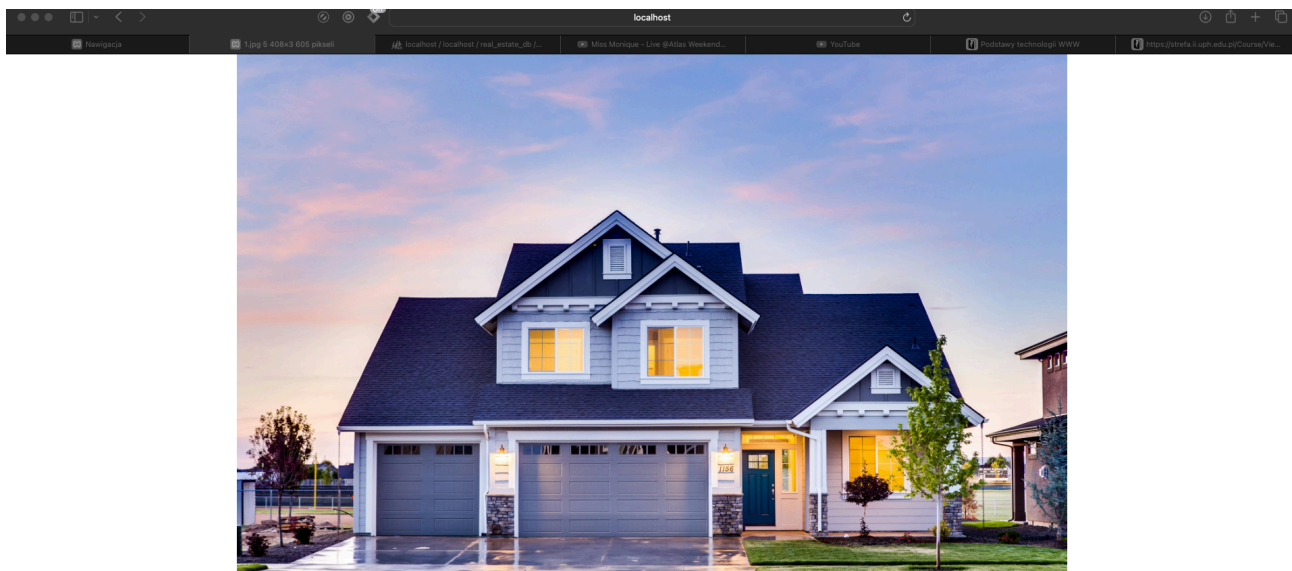 localhost
Nawigacja
1.jpg 5 408×3 605 pikseli
localhost / localhost / real_estate_db /...
Miss Monique - Live @Atlas Weekend...
YouTube
Podstawy technologii WWW
https://strefa.ii.uph.edu.pl/Course/Vie...
1156